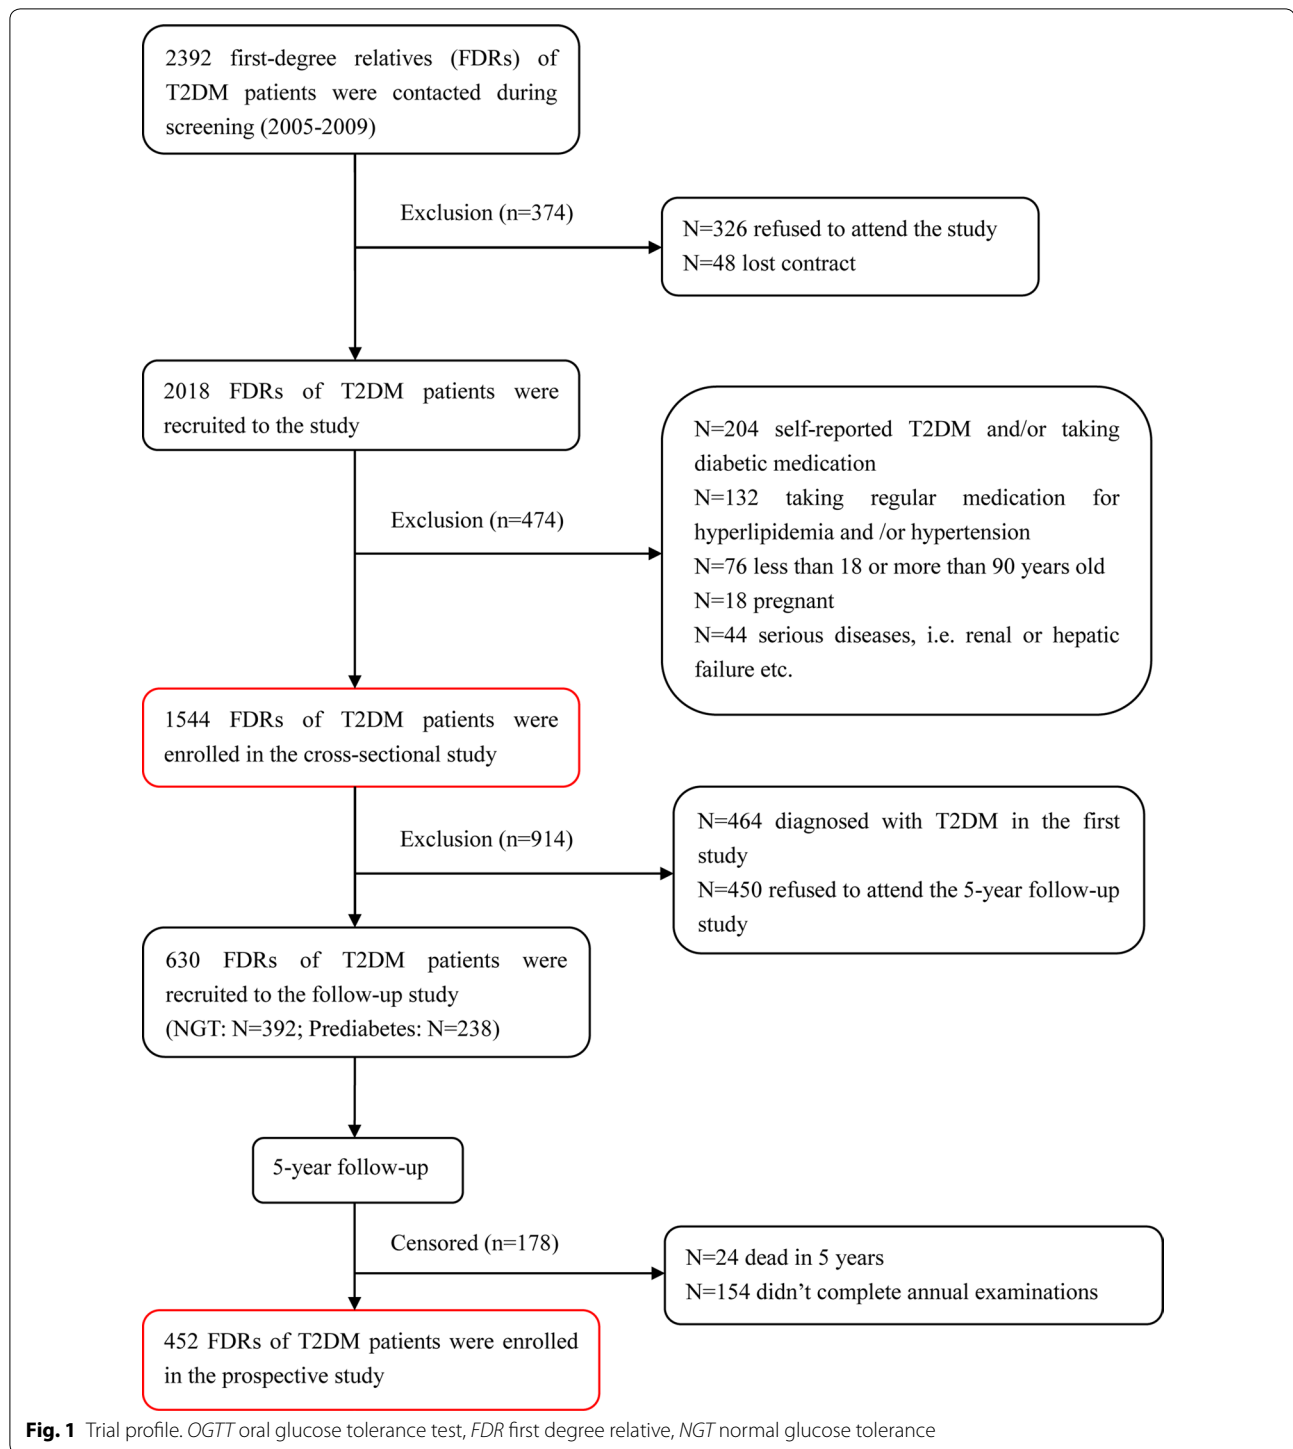 2392 first-degree relatives (FDRs) of
T2DM patients were contacted during
screening (2005-2009)
Exclusion (n=374)
N=326 refused to attend the study
N=48 lost contract
2018 FDRs of T2DM patients were
recruited to the study
Exclusion (n=474)
N=204 self-reported T2DM and/or taking
diabetic medication
N=132 taking regular medication for
hyperlipidemia and /or hypertension
N=76 less than 18 or more than 90 years old
N=18 pregnant
N=44 serious diseases, i.e. renal or hepatic
failure etc.
1544 FDRs of T2DM patients were
enrolled in the cross-sectional study
Exclusion (n=914)
N=464 diagnosed with T2DM in the first
study
N=450 refused to attend the 5-year follow-up
study
630 FDRs of T2DM patients were
recruited to the follow-up study
(NGT: N=392; Prediabetes: N=238)
5-year follow-up
Censored (n=178)
N=24 dead in 5 years
N=154 didn’t complete annual examinations
452 FDRs of T2DM patients were enrolled
in the prospective study
Fig. 1 Trial profile. OGTT oral glucose tolerance test, FDR first degree relative, NGT normal glucose tolerance